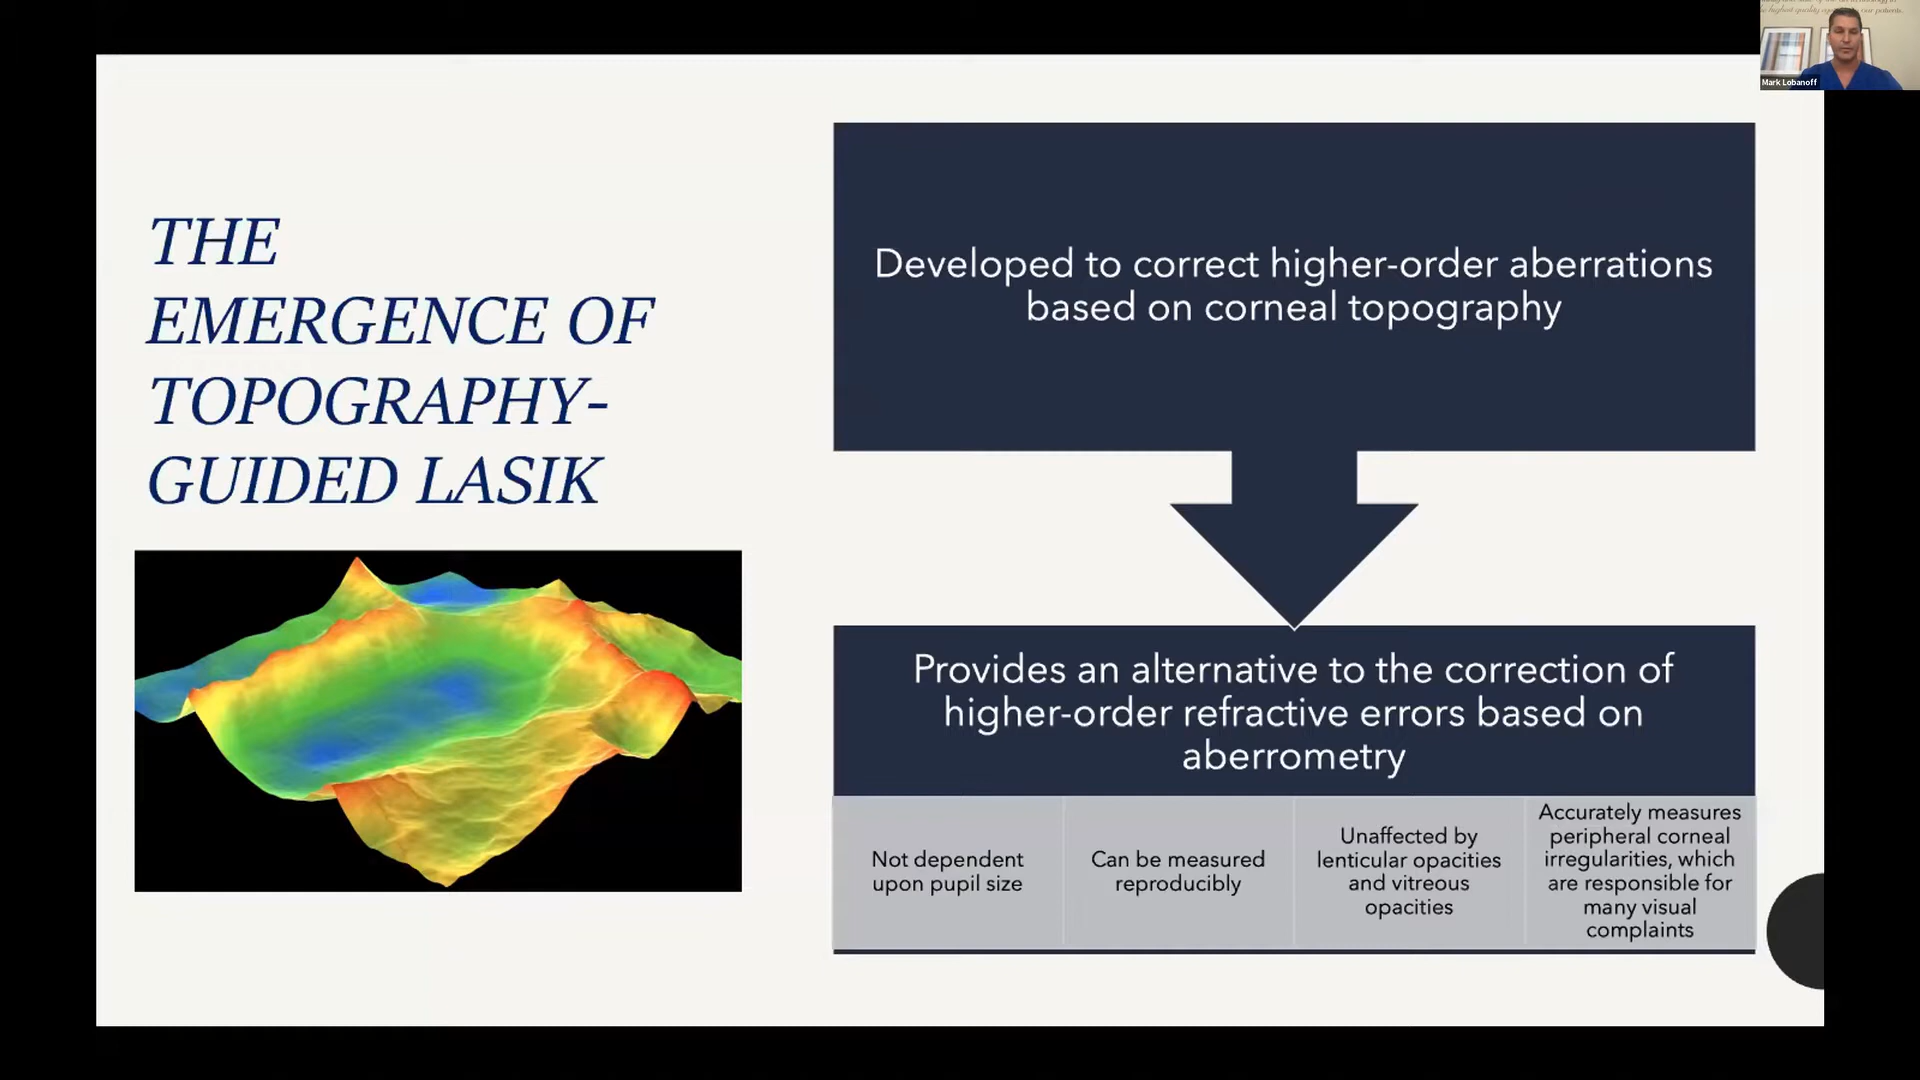 THE
EMERGENCE OF
TOPOGRAPHY-
GUIDED LASIK
Developed to correct higher-order aberrations
based on corneal topography
Provides an alternative to the correction of
higher-order refractive errors based on
aberrometry
Not dependent
upon pupil size
Can be measured
reproducibly
Unaffected by
lenticular opacities
and vitreous
opacities
Accurately measures
peripheral corneal
irregularities, which
are responsible for
many visual
complaints
Mark Lobanoff